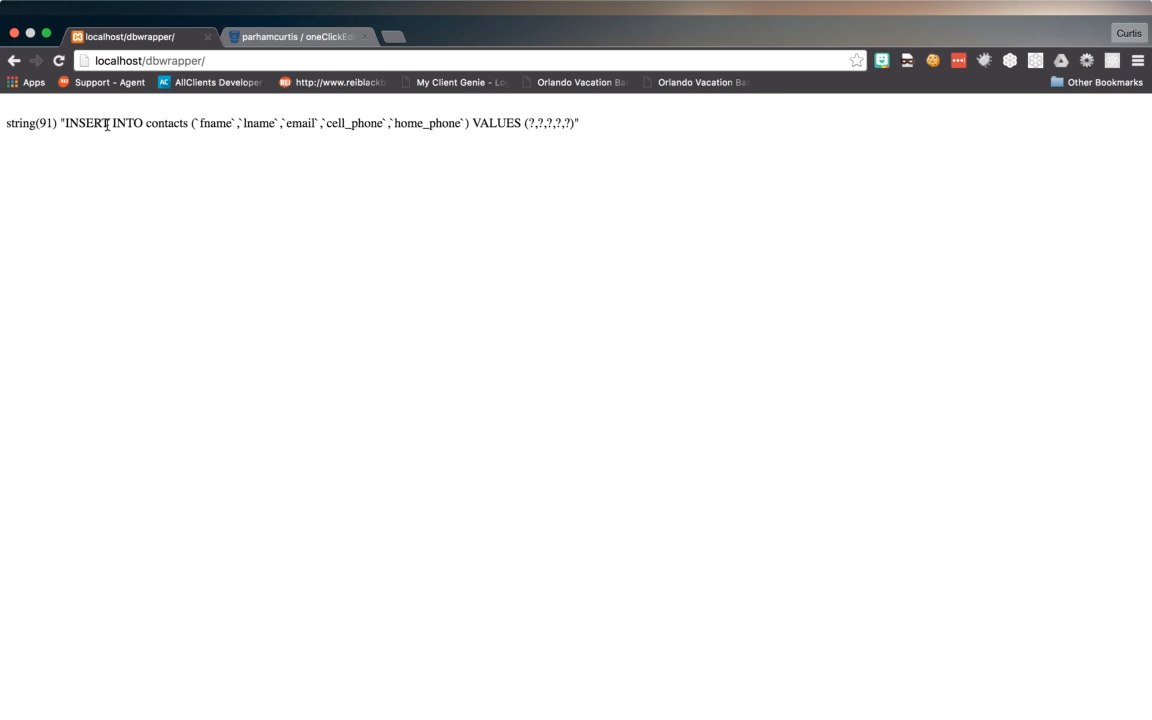 Curtis
localhost/dbwrapper/
parhamcurtis / oneClickEd
localhost/dbwrapper/
Apps
Support - Agent
AllClients Developer
http://www.reiblackb
My Client Genie - Lo
Orlando Vacation Ba
Orlando Vacation Ba
Other Bookmarks
string(91) "INSERT INTO contacts (`fname`,`lname`,`email`,`cell_phone`,`home_phone`) VALUES (?,?,?,?,?)"